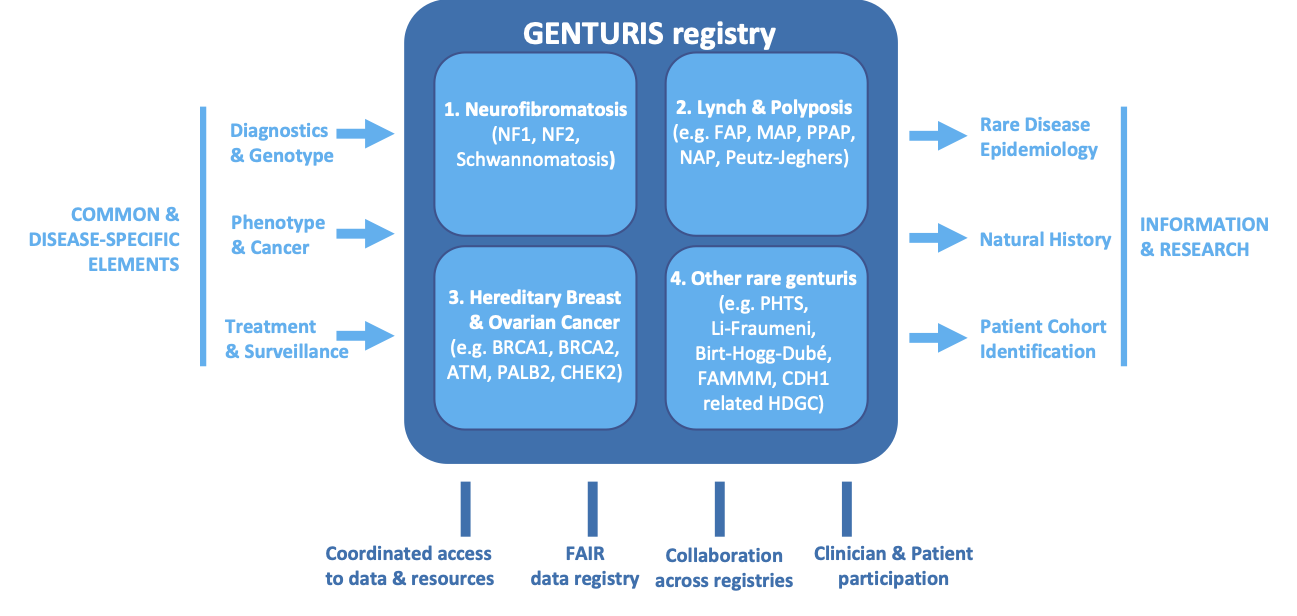 GENTURIS registry
COMMON &
DISEASE-SPECIFIC
ELEMENTS
Diagnostics
& Genotype
Phenotype
& Cancer
Treatment
& Surveillance
1. Neurofibromatosis
(NF1, NF2,
Schwannomatosis)
2. Lynch & Polyposis
(e.g. FAP, MAP, PPAP,
NAP, Peutz-Jeghers)
3. Hereditary Breast
& Ovarian Cancer
(e.g. BRCA1, BRCA2,
ATM, PALB2, CHEK2)
4. Other rare genturis
(e.g. PHTS,
Li-Fraumeni,
Birt-Hogg-Dubé,
FAMMM, CDH1
related HDGC)
Rare Disease
Epidemiology
Natural History
Patient Cohort
Identification
INFORMATION
& RESEARCH
Coordinated access
to data & resources
FAIR
data registry
Collaboration
across registries
Clinician & Patient
participation